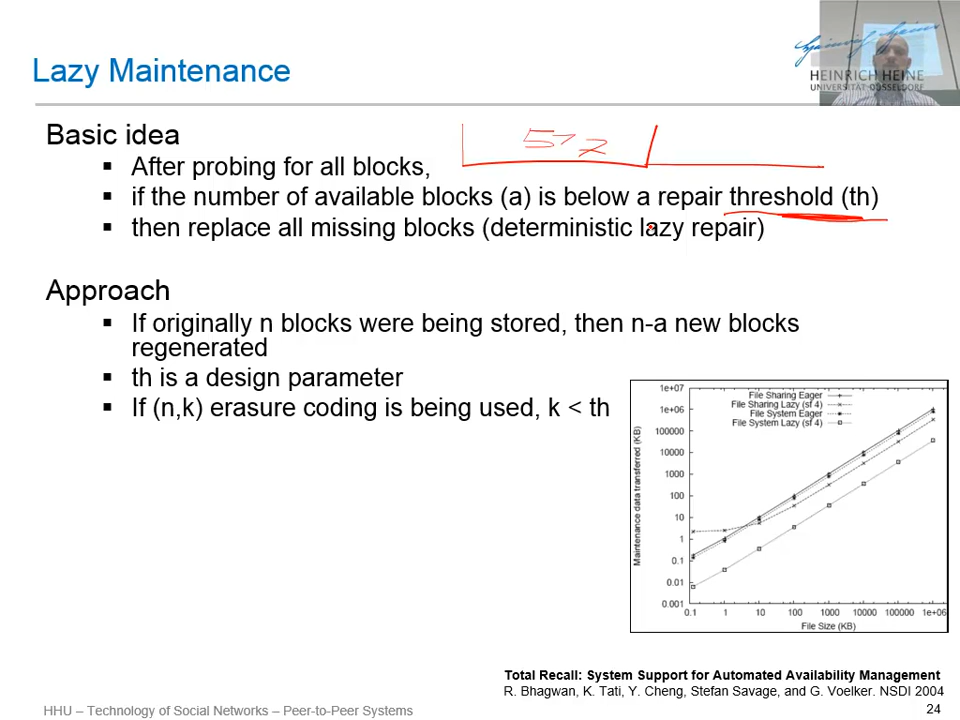 Lazy Maintenance
HEINRICH HEINE
UNIVERSITÄT DÜSSELDORF
Basic idea
512
▪ After probing for all blocks,
▪ if the number of available blocks (a) is below a repair threshold (th)
▪ then replace all missing blocks (deterministic lazy repair)
Approach
▪ If originally n blocks were being stored, then n-a new blocks
regenerated
▪ th is a design parameter
▪ If (n,k) erasure coding is being used, k < th
File Sharing Eager
File Sharing Lazy (sf 4)
File System Eager
File System Lazy (sf 4)
1e+07
1e+06
100000
10000
1000
100
10
1
0.1
0.01
0.001
Maintenance data transferred (KB)
0.1 1 10 100 1000 10000 100000 1e+06
File Size (KB)
Total Recall: System Support for Automated Availability Management
R. Bhagwan, K. Tati, Y. Cheng, Stefan Savage, and G. Voelker. NSDI 2004
HHU – Technology of Social Networks – Peer-to-Peer Systems
24